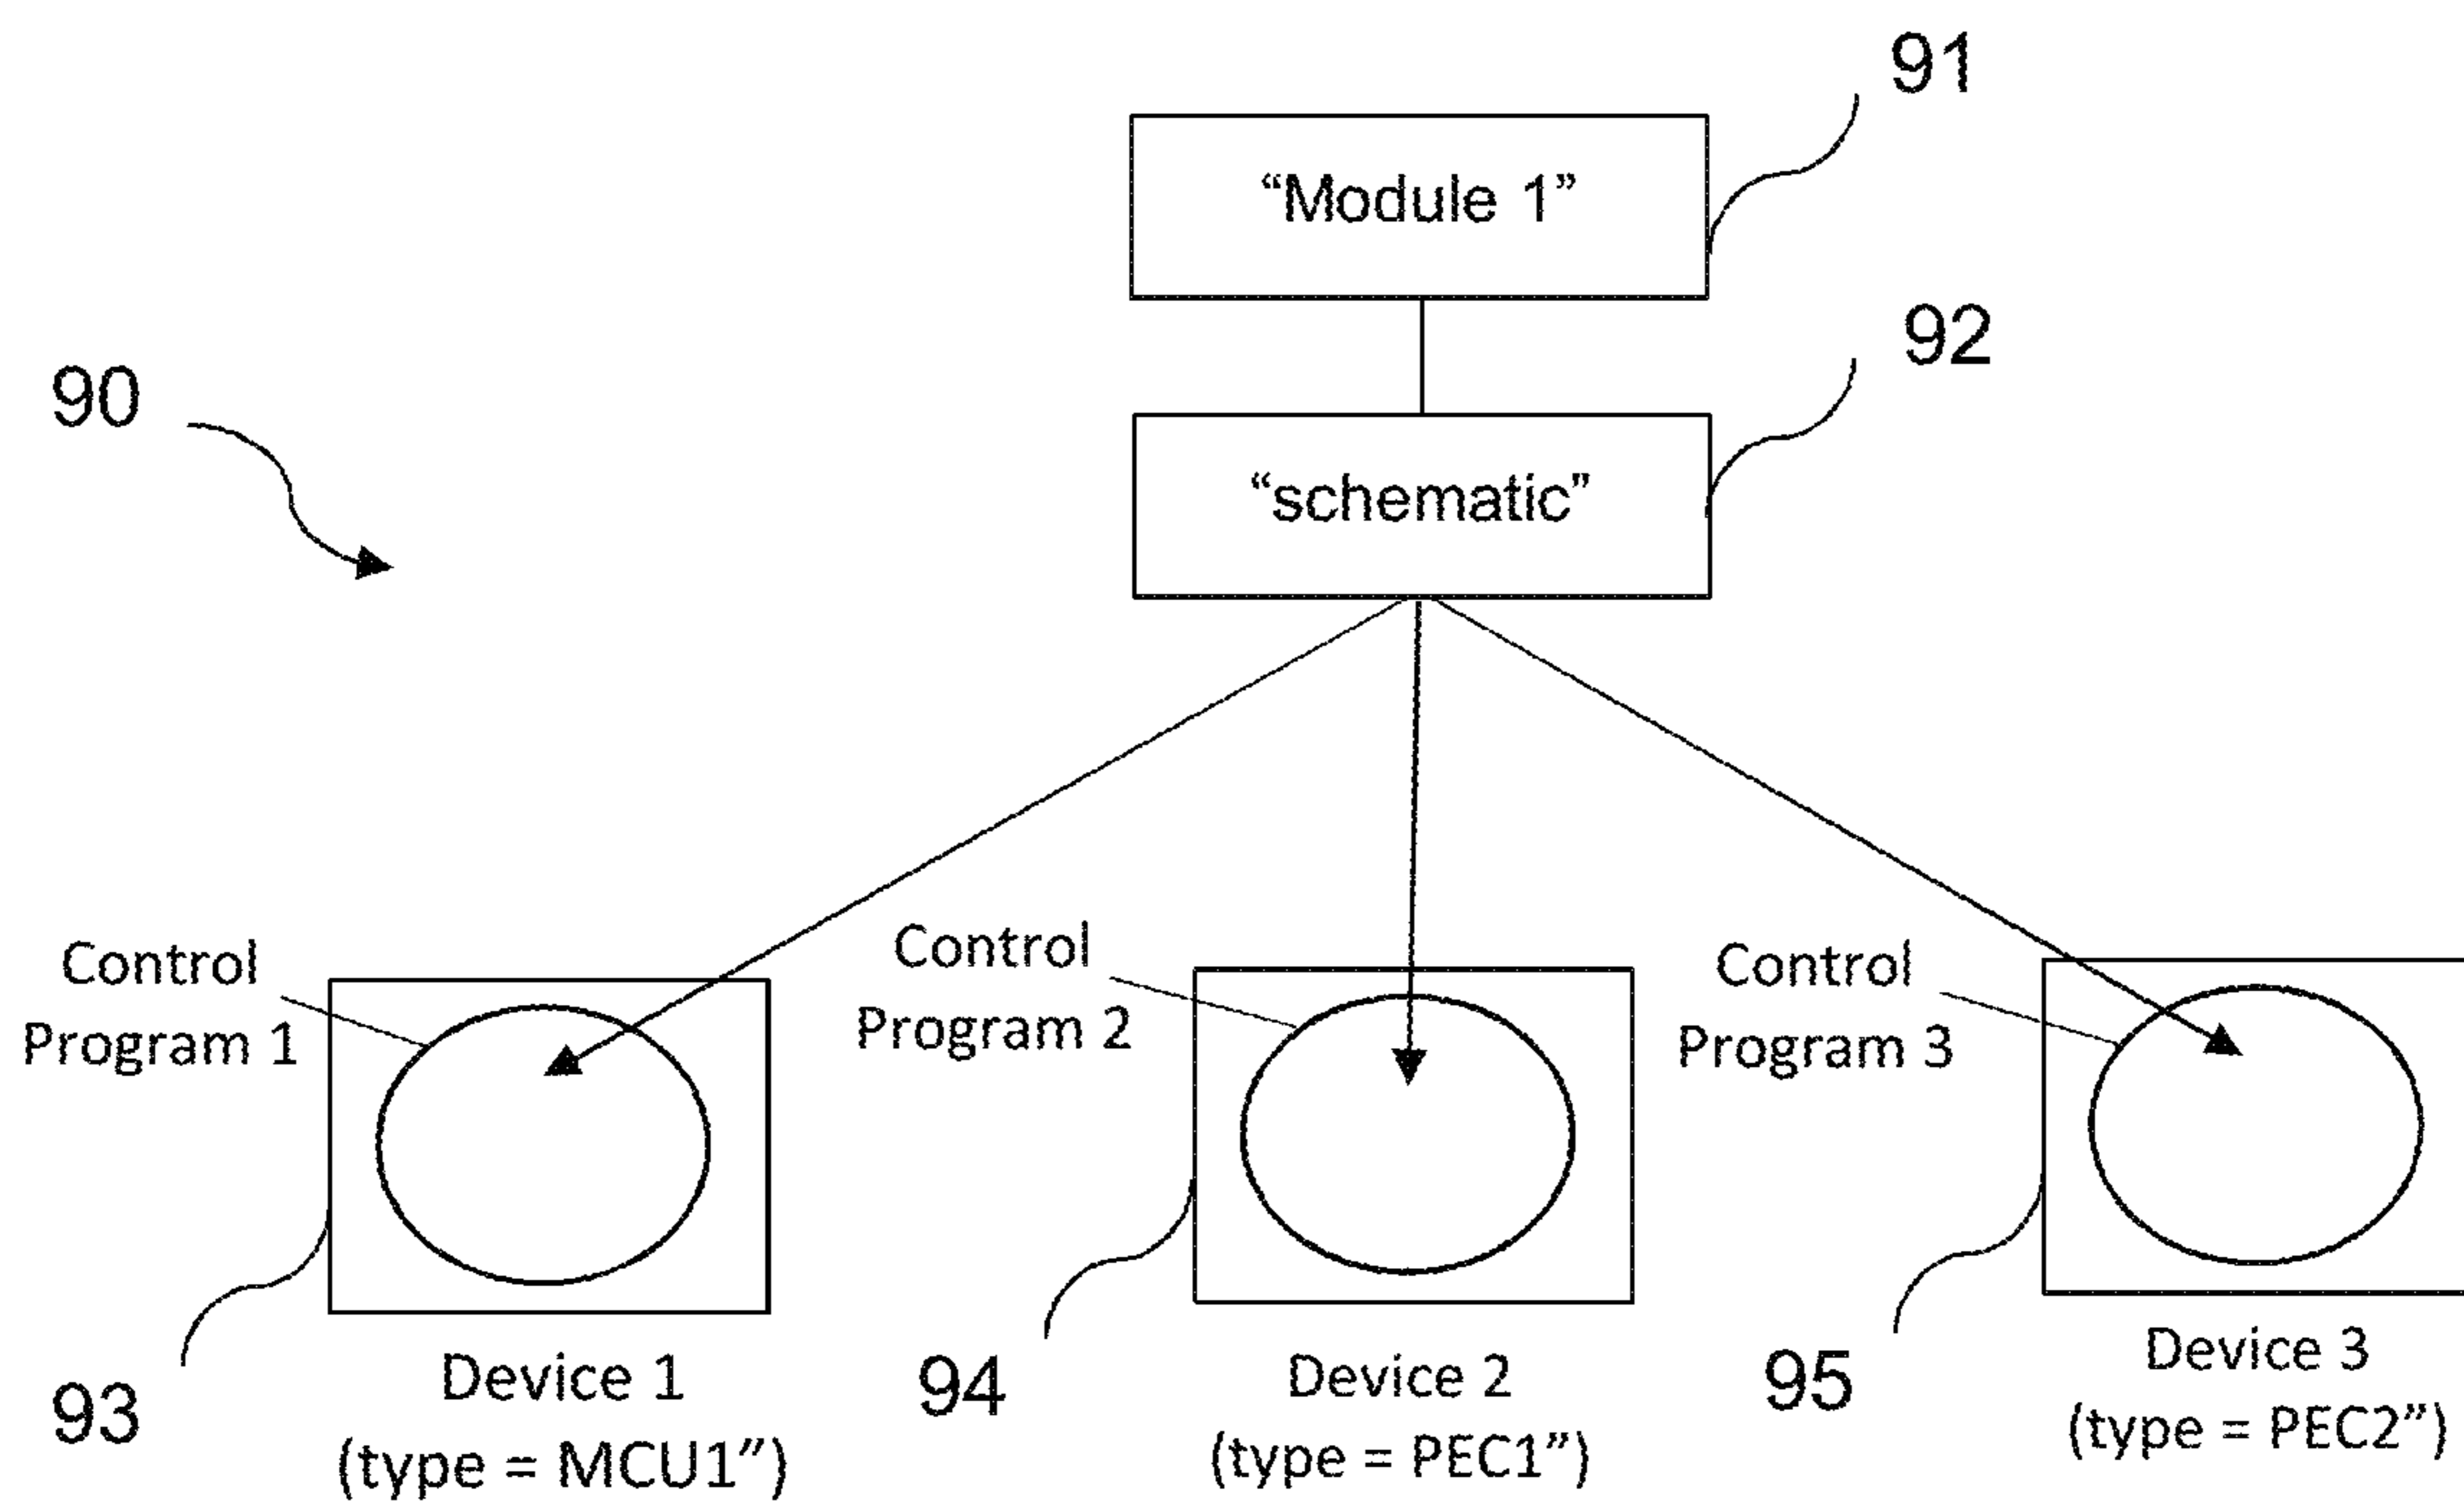 91
“Module 1”
92
90
“schematic”
Control
Program 1
Control
Program 2
Control
Program 3
93
Device 1
(type = MCU1”)
94
Device 2
(type = PEC1”)
95
Device 3
(type = PEC2”)